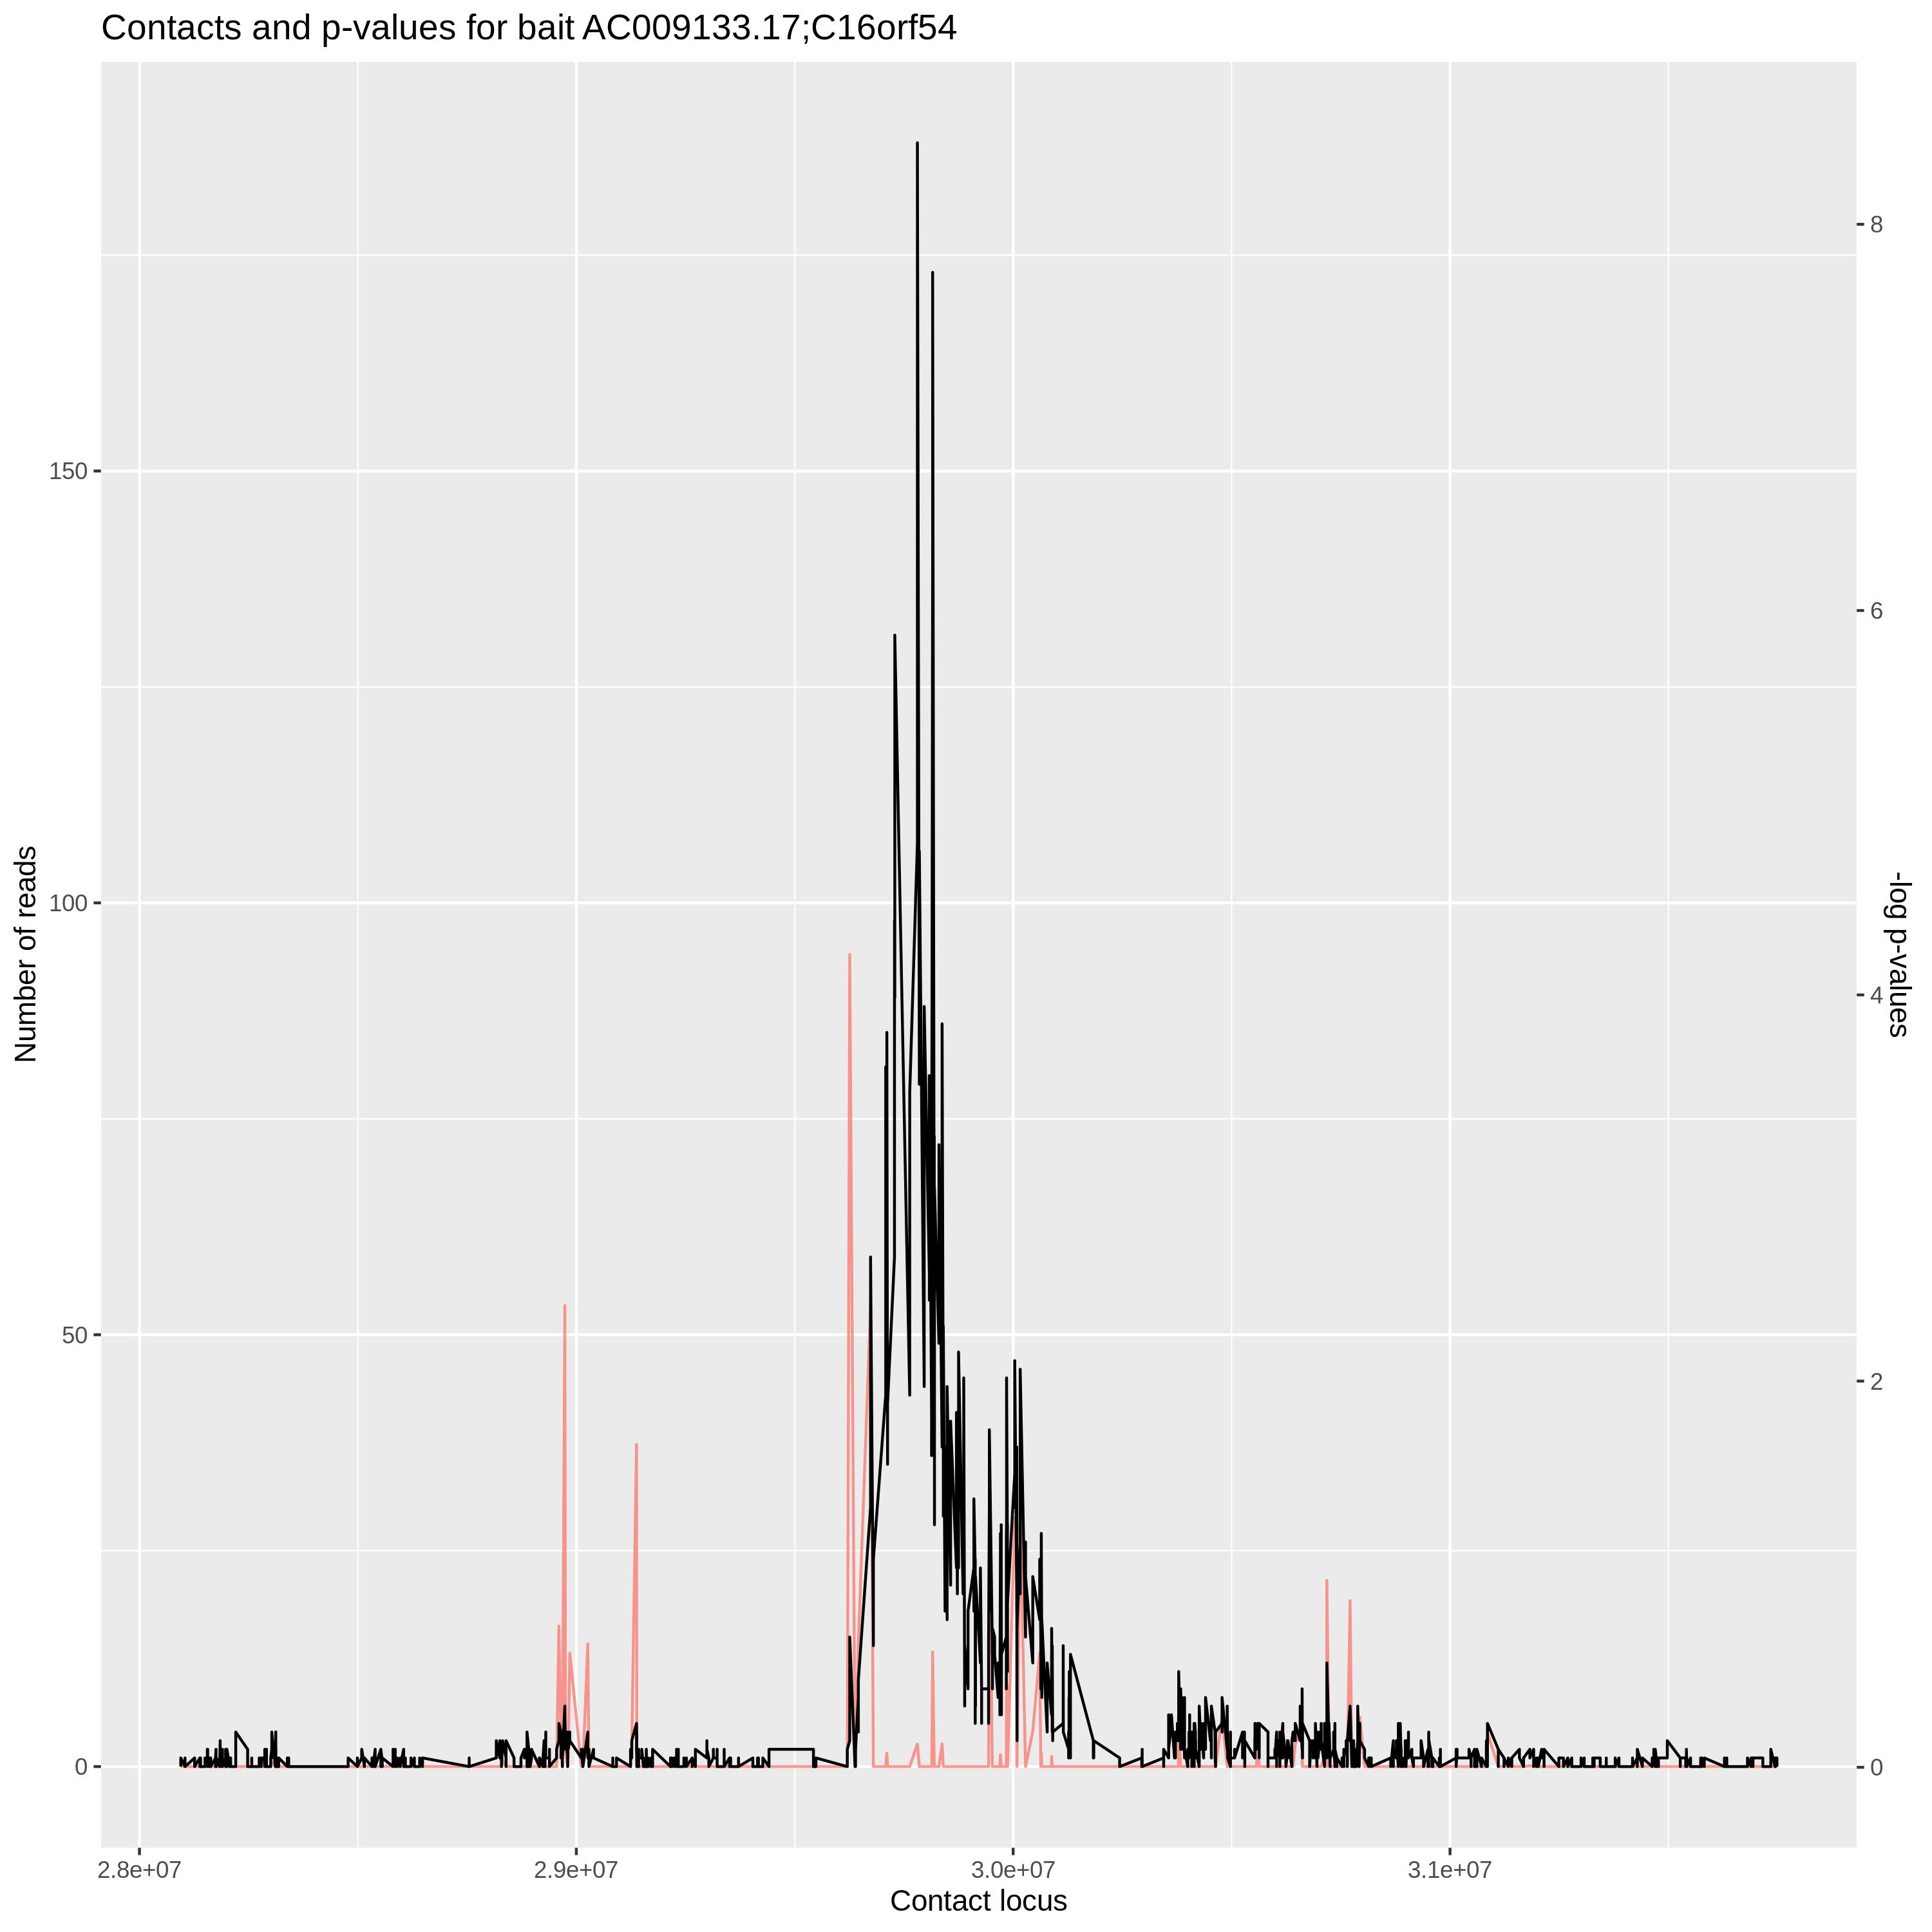 Contacts and p-values for bait AC009133.17;C16orf54
Number of reads
150
100
50
0
8
6
4
2
0
-log p-values
2.8e+07
2.9e+07
3.0e+07
3.1e+07
Contact locus